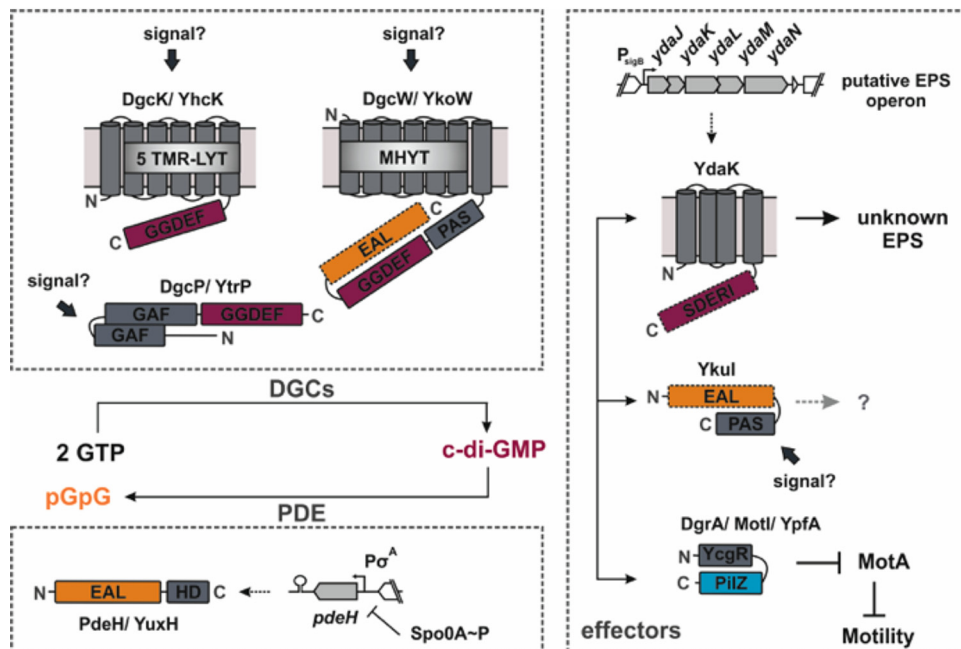 signal?
DgcK/ YhcK
5 TMR-LYT
N
C
GGDEF
signal?
DgcW/ YkoW
N
MHYT
C
EAL
GGDEF
PAS
signal?
DgcP/ YtrP
GAF
GGDEF
C
GAF
N
DGCs
2 GTP
c-di-GMP
pGpG
PDE
N
EAL
HD
C
PdeH/ YuxH
Pσ^A
pdeH
Spo0A~P
PsigB
ydaJ
ydaK
ydaL
ydaM
ydaN
putative EPS
operon
YdaK
N
SDERI
C
unknown
EPS
YkuI
N
EAL
?
C
PAS
signal?
DgrA/ MotI/ YpfA
N
YcgR
C
PilZ
MotA
Motility
effectors